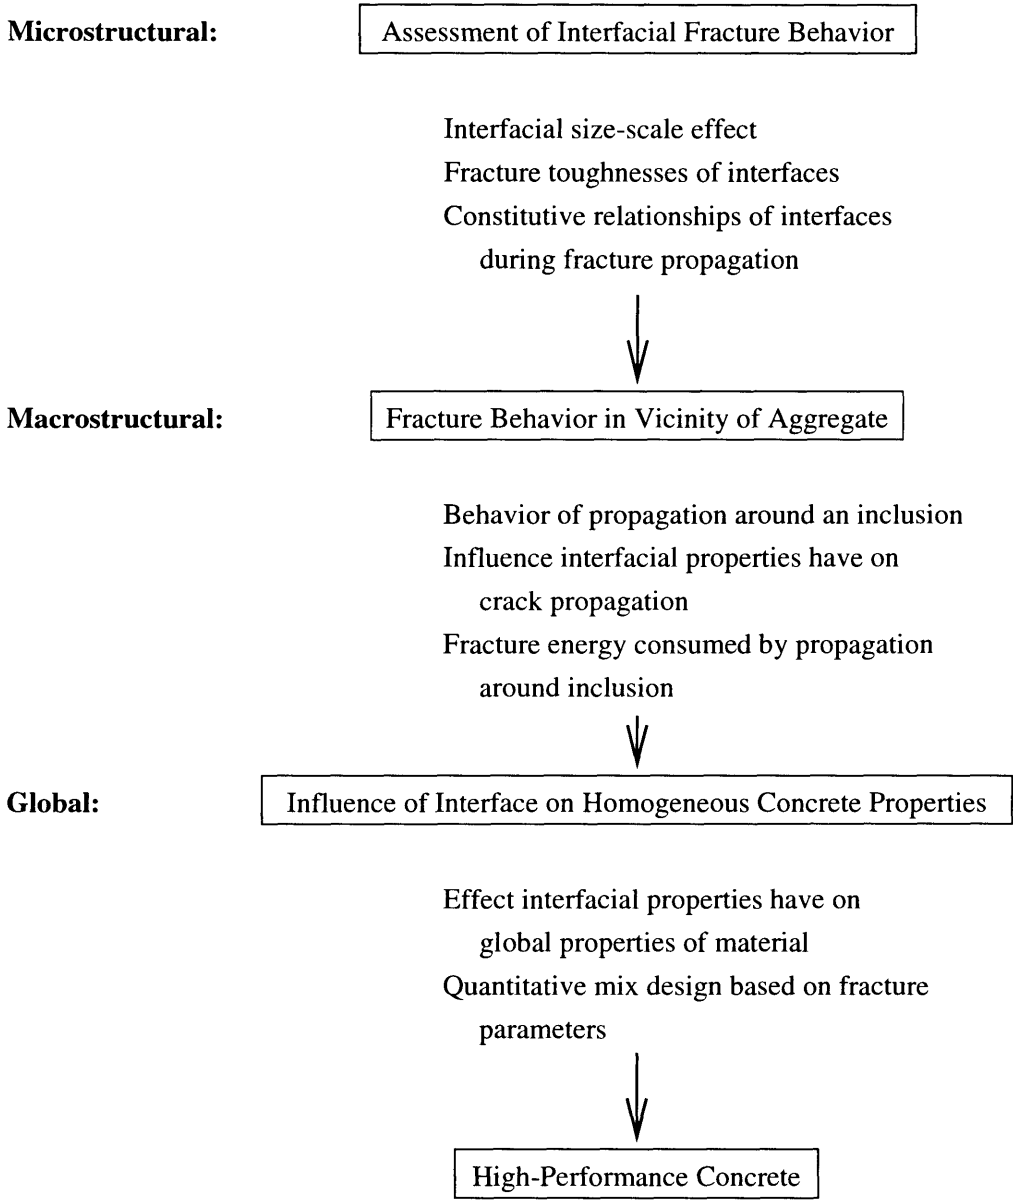 Microstructural: Assessment of Interfacial Fracture Behavior
Interfacial size-scale effect
Fracture toughnesses of interfaces
Constitutive relationships of interfaces
during fracture propagation
Macrostructural: Fracture Behavior in Vicinity of Aggregate
Behavior of propagation around an inclusion
Influence interfacial properties have on
crack propagation
Fracture energy consumed by propagation
around inclusion
Global: Influence of Interface on Homogeneous Concrete Properties
Effect interfacial properties have on
global properties of material
Quantitative mix design based on fracture
parameters
High-Performance Concrete